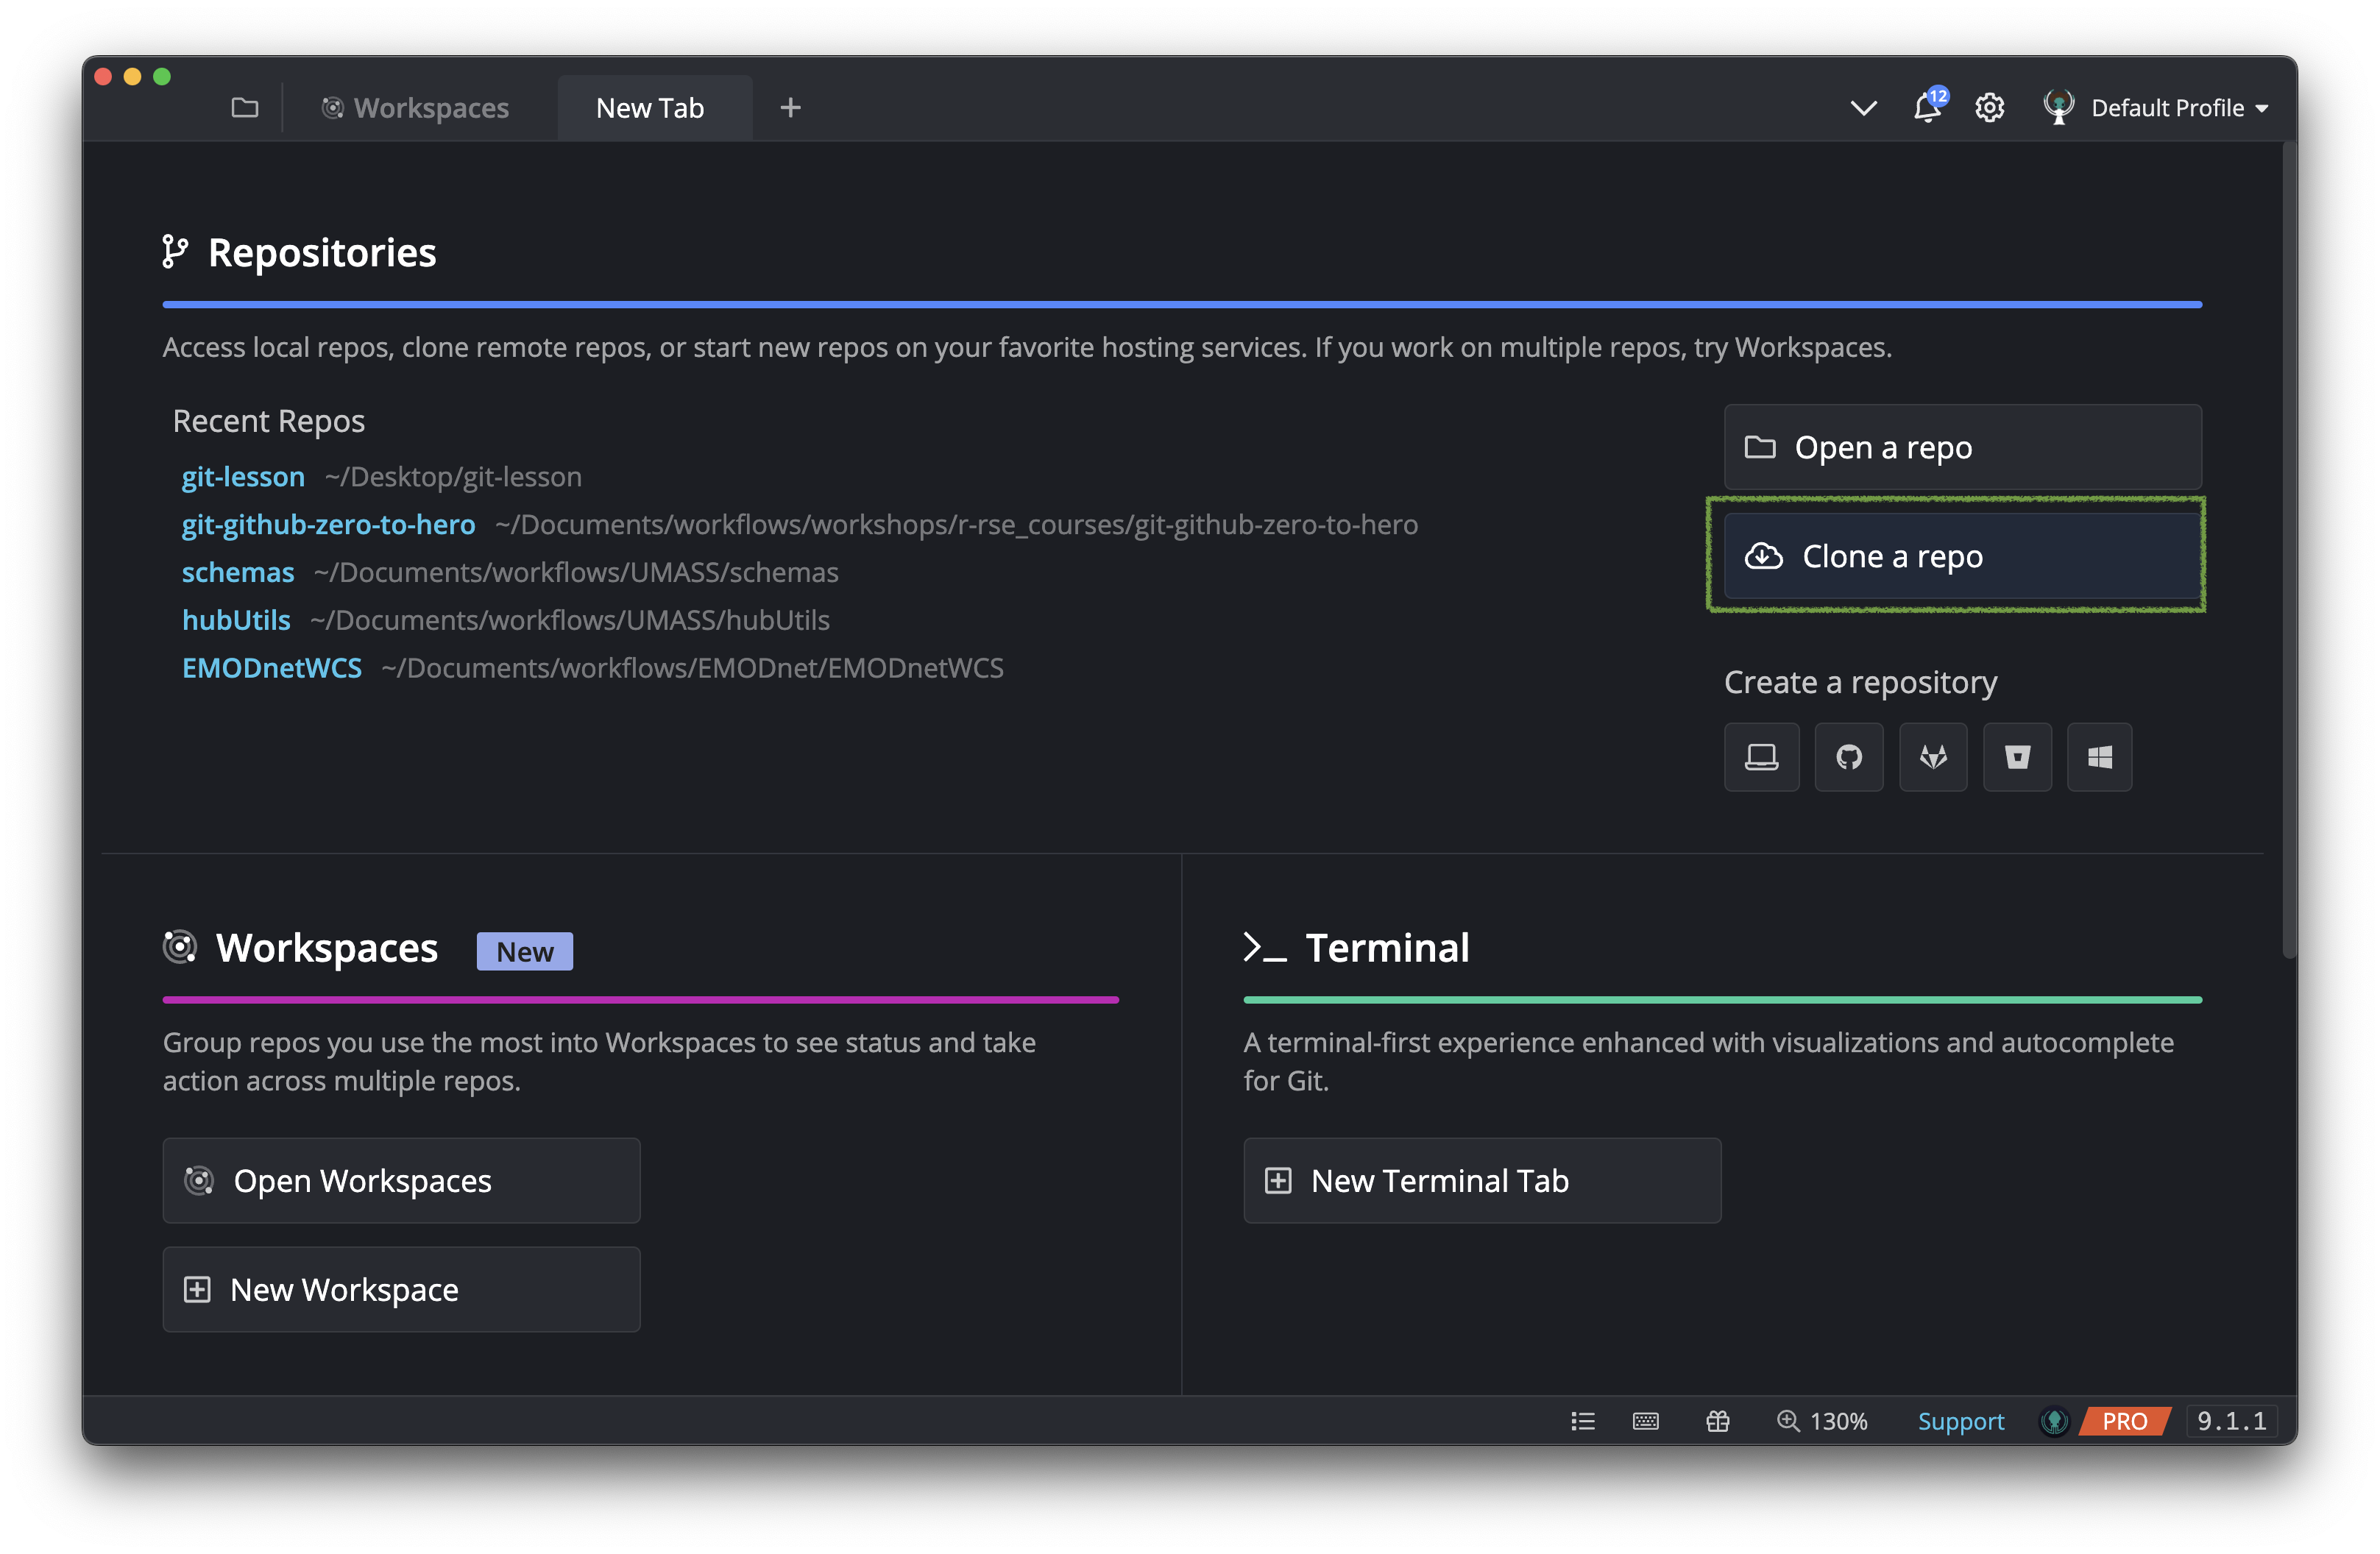 Workspaces
New Tab
12
Default Profile
Repositories
Access local repos, clone remote repos, or start new repos on your favorite hosting services. If you work on multiple repos, try Workspaces.
Recent Repos
git-lesson ~/Desktop/git-lesson
git-github-zero-to-hero ~/Documents/workflows/workshops/r-rse_courses/git-github-zero-to-hero
schemas ~/Documents/workflows/UMASS/schemas
hubUtils ~/Documents/workflows/UMASS/hubUtils
EMODnetWCS ~/Documents/workflows/EMODnet/EMODnetWCS
Open a repo
Clone a repo
Create a repository
Workspaces New
Group repos you use the most into Workspaces to see status and take
action across multiple repos.
Open Workspaces
New Workspace
Terminal
A terminal-first experience enhanced with visualizations and autocomplete
for Git.
New Terminal Tab
130% Support PRO 9.1.1